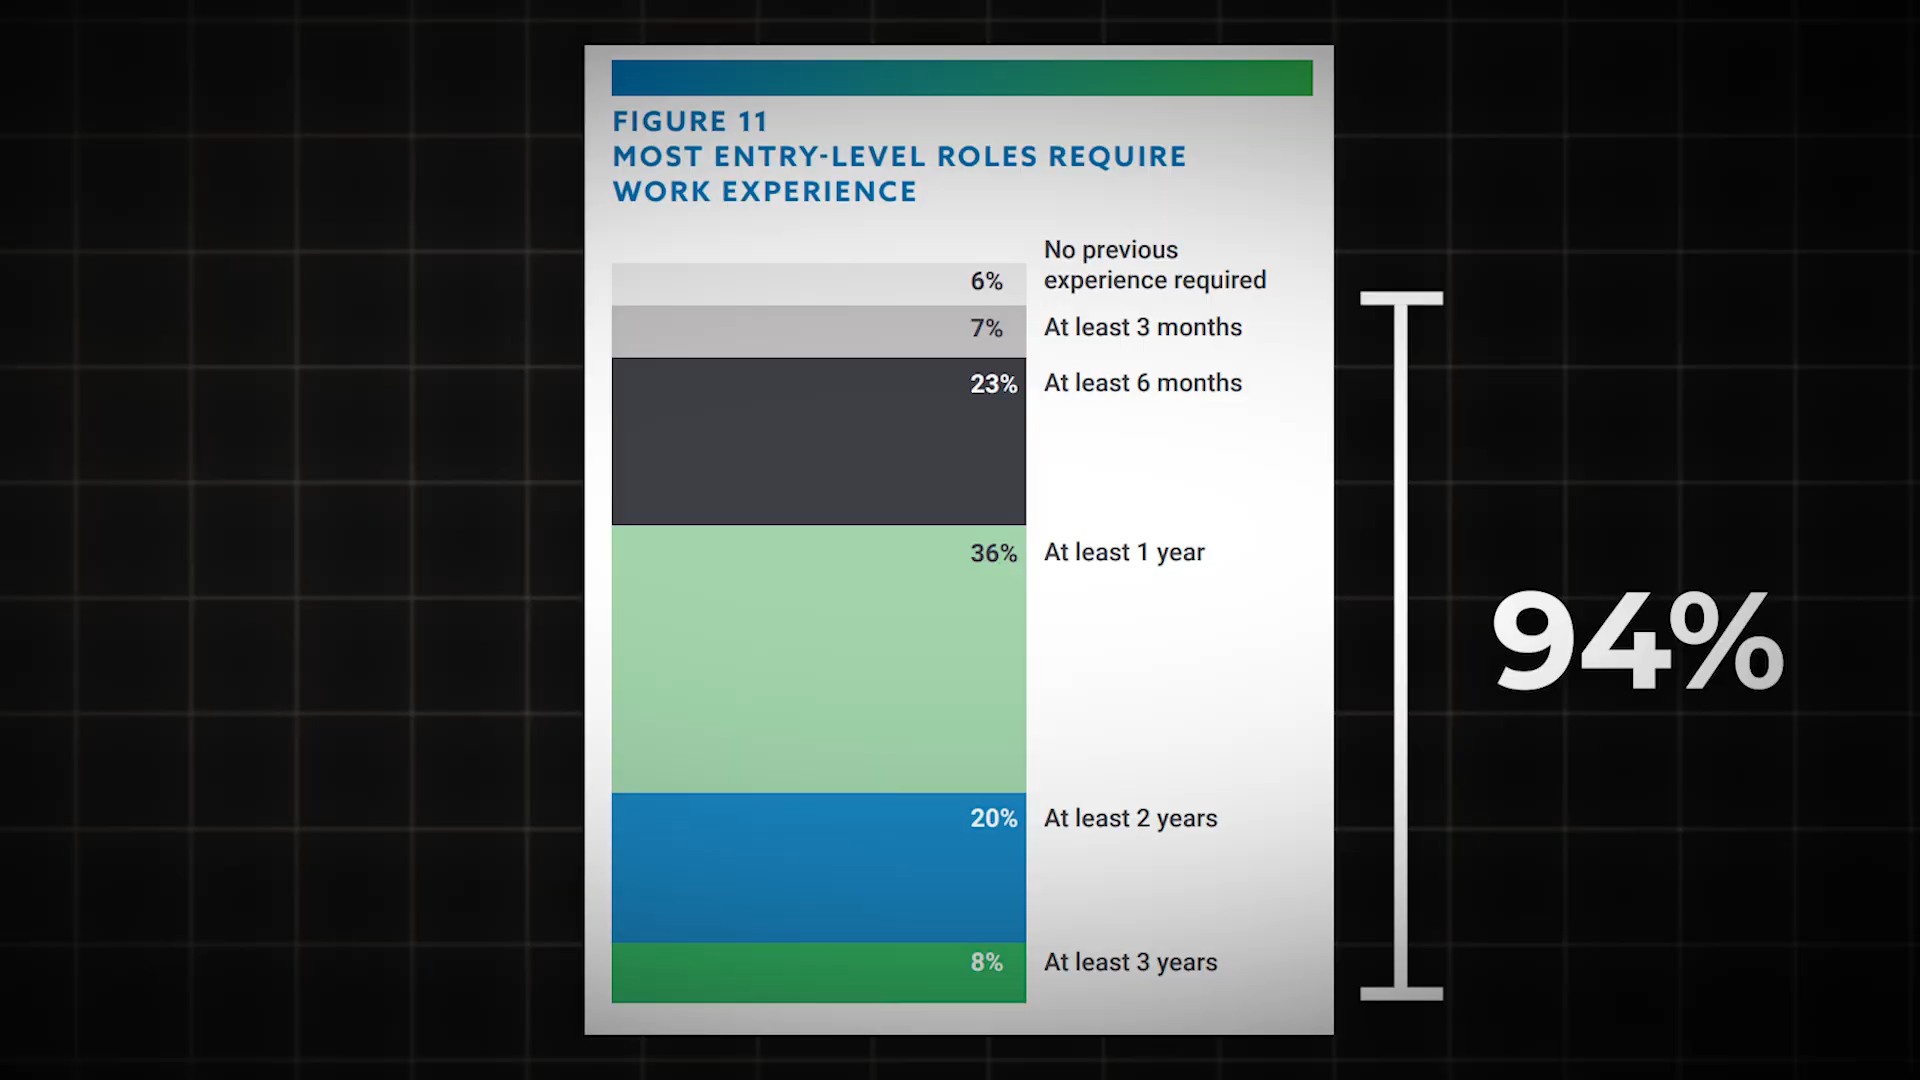 FIGURE 11
MOST ENTRY-LEVEL ROLES REQUIRE
WORK EXPERIENCE
No previous
6% experience required
7% At least 3 months
23% At least 6 months
36% At least 1 year
94%
20% At least 2 years
8% At least 3 years